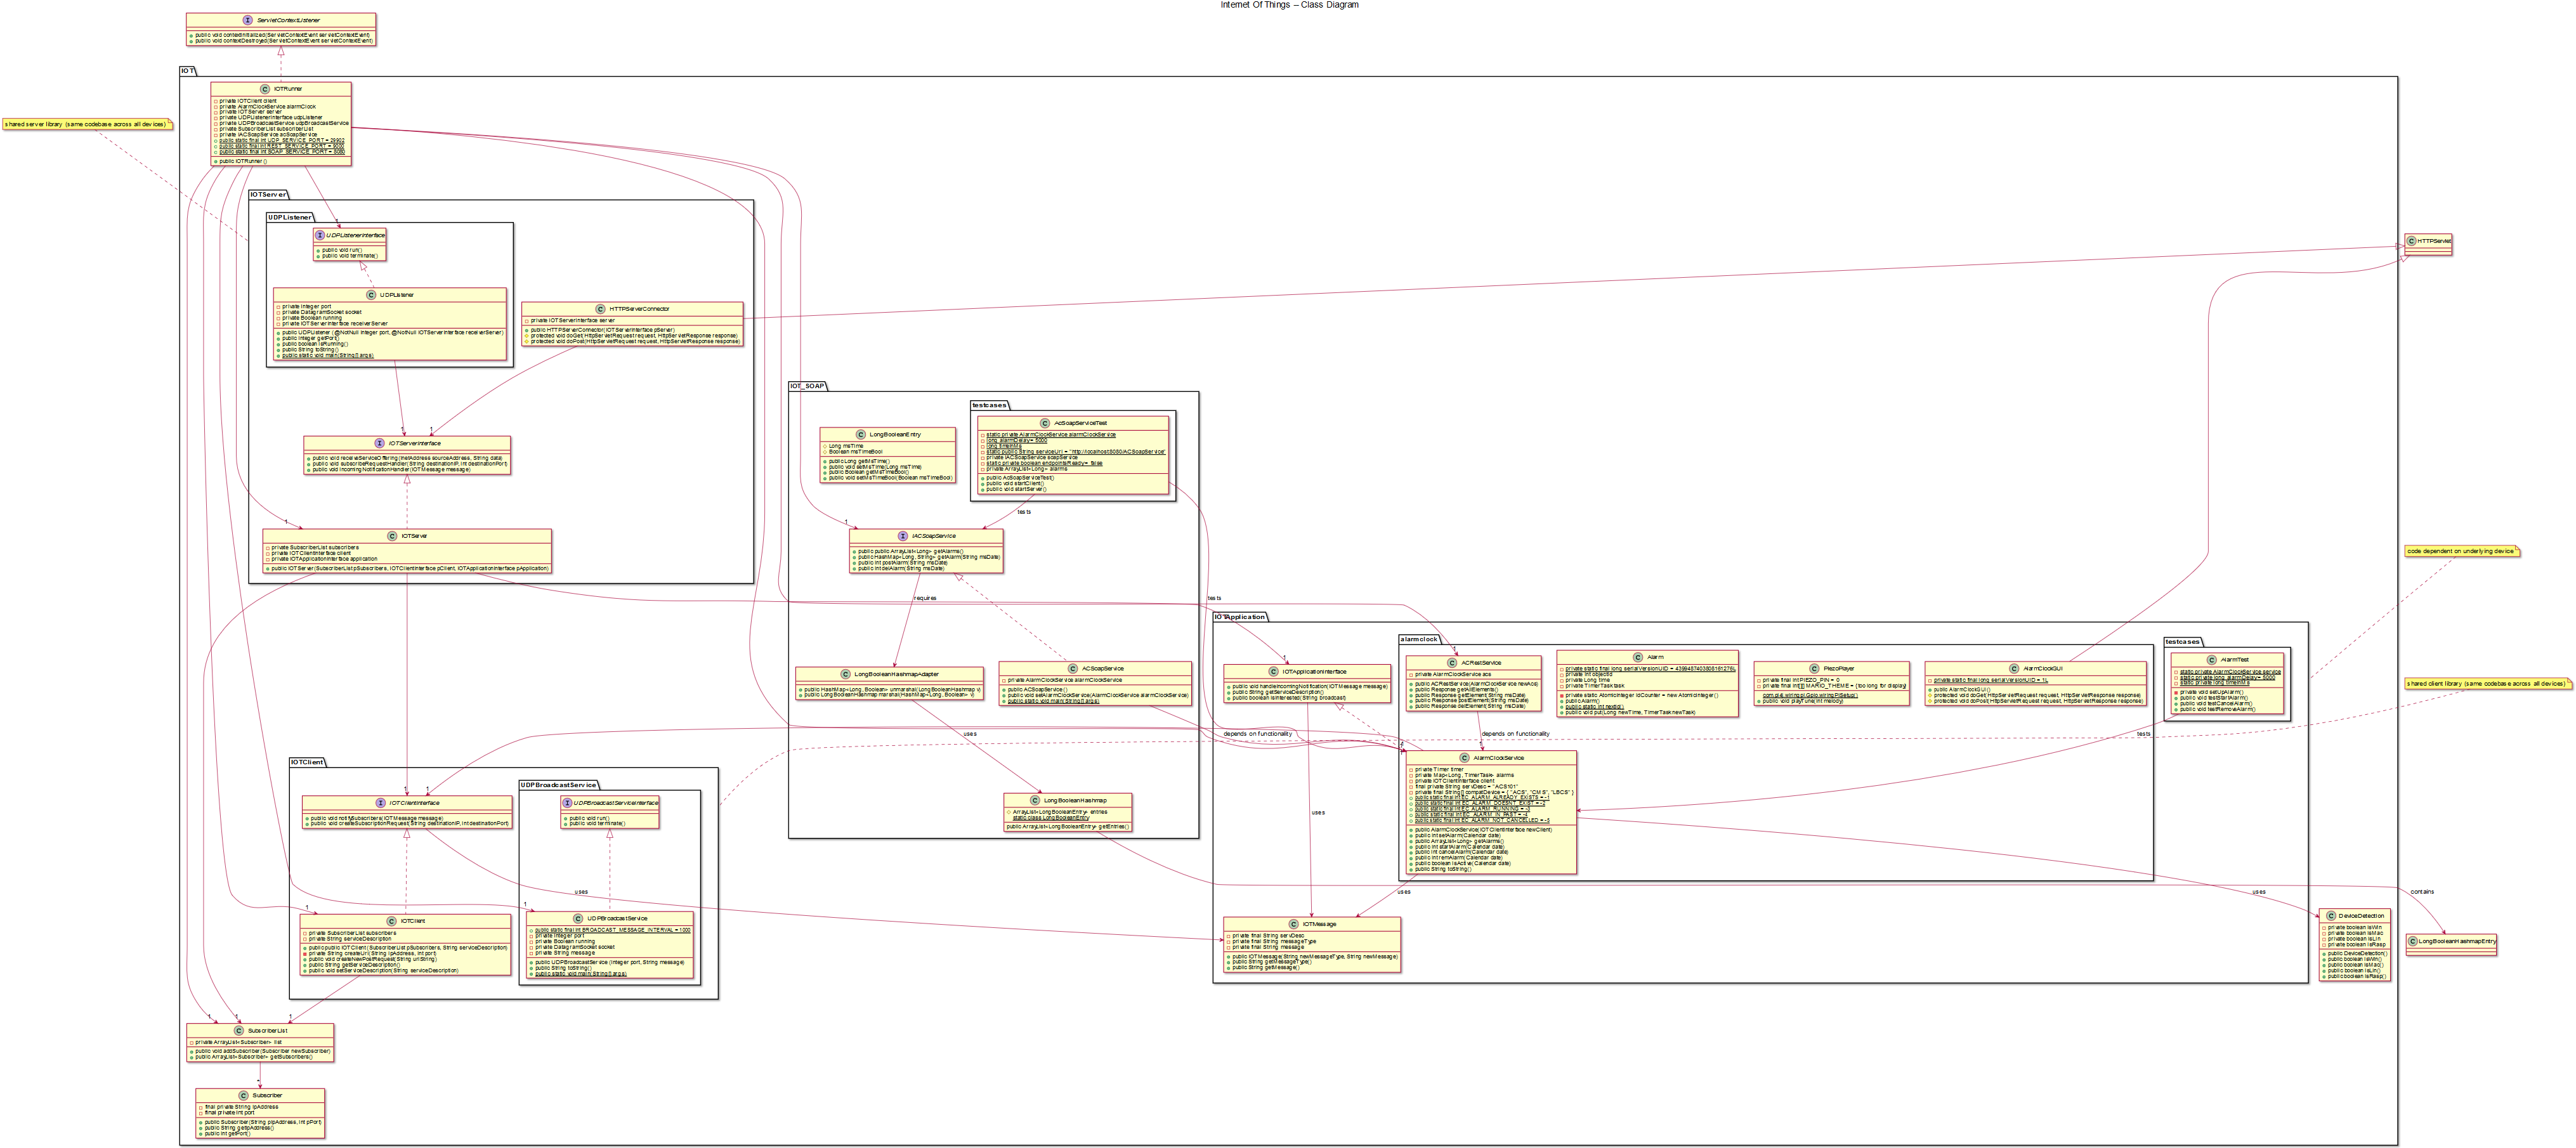 Internet Of Things – Class Diagram
ServletContextListener
public void contextInitialized(ServletContextEvent servletContextEvent)
public void contextDestroyed(ServletContextEvent servletContextEvent)
IOT
IOTRunner
private IOTClient client
private AlarmClockService alarmClock
private IOTServer server
private UDPListenerInterface udpListener
private UDPBroadcastService udpBroadcastService
private SubscriberList subscriberList
private IACSoapService acSoapService
public static final int UDP_SERVICE_PORT = 29902
public static final int REST_SERVICE_PORT = 9000
public static final int SOAP_SERVICE_PORT = 8080
public IOTRunner()
shared server library (same codebase across all devices)
IOTServer
UDPListener
1
UDPListenerInterface
public void run()
public void terminate()
HTTPServlet
UDPListener
private Integer port
private DatagramSocket socket
private Boolean running
private IOTServerInterface receiverServer
public UDPListener (@NotNull Integer port, @NotNull IOTServerInterface receiverServer)
public Integer getPort()
public boolean isRunning()
public String toString()
public static void main(String[] args)
HTTPServerConnector
private IOTServerInterface server
public HTTPServerConnector(IOTServerInterface pServer)
protected void doGet(HttpServletRequest request, HttpServletResponse response)
protected void doPost(HttpServletRequest request, HttpServletResponse response)
IOT_SOAP
testcases
AcSoapServiceTest
static private AlarmClockService alarmClockService
long alarmDelay= 5000
long timeInMs
static public String serviceUrl = "http://localhost:8080/ACSoapService"
private IACSoapService soapService
static private boolean endpointsReady= false
private ArrayList<Long> alarms
public AcSoapServiceTest()
public void startClient()
public void startServer()
LongBooleanEntry
Long msTime
Boolean msTimeBool
public Long getMsTime()
public void setMsTime(Long msTime)
public Boolean getMsTimeBool()
public void setMsTimeBool(Boolean msTimeBool)
1
1
IOTServerInterface
public void receiveServiceOffering(InetAddress sourceAddress, String data)
public void subscribeRequestHandler(String destinationIP, int destinationPort)
public void incomingNotificationHandler(IOTMessage message)
tests
1
1
IOTServer
private SubscriberList subscribers
private IOTClientInterface client
private IOTApplicationInterface application
public IOTServer(SubscriberList pSubscribers, IOTClientInterface pClient, IOTApplicationInterface pApplication)
IACSoapService
public public ArrayList<Long> getAlarms()
public HashMap<Long, String> getAlarm(String msDate)
public int postAlarm(String msDate)
public int delAlarm(String msDate)
code dependent on underlying device
requires
tests
IOTApplication
alarmclock
testcases
1
1
IOTApplicationInterface
public void handleIncomingNotification(IOTMessage message)
public String getServiceDescription()
public boolean isInterested(String broadcast)
ACRestService
private AlarmClockService acs
public ACRestService(AlarmClockService newAcs)
public Response getAllElements()
public Response getElement(String msDate)
public Response postElement(String msDate)
public Response delElement(String msDate)
Alarm
private int objectId
private Long time
private TimerTask task
private static AtomicInteger idCounter = new AtomicInteger()
public Alarm()
public static int nextId()
public void put(Long newTime, TimerTask newTask)
PiezoPlayer
private final int PIEZO_PIN = 0
private final int[][] MARIO_THEME = {too long for display}
com.pi4j.wiringpi.Gpio.wiringPiSetup()
public void playTune(int melody)
AlarmClockGUI
private static final long serialVersionUID = 1L
public AlarmClockGUI()
protected void doGet(HttpServletRequest request, HttpServletResponse response)
protected void doPost(HttpServletRequest request, HttpServletResponse response)
AlarmTest
static private AlarmClockService service
static private long alarmDelay= 5000
static private long timeInMs
private void setUpAlarm()
public void testStartAlarm()
public void testCancelAlarm()
public void testRemoveAlarm()
shared client library (same codebase across all devices)
LongBooleanHashmapAdapter
public HashMap<Long, Boolean> unmarshal(LongBooleanHashmap v)
public LongBooleanHashmap marshal(HashMap<Long, Boolean> v)
ACSoapService
private AlarmClockService alarmClockService
public ACSoapService()
public void setAlarmClockService(AlarmClockService alarmClockService)
public static void main(String[] args)
uses
depends on functionality
depends on functionality
tests
AlarmClockService
private Timer timer
private Map<Long, TimerTask> alarms
private IOTClientInterface client
final private String servDesc = "ACS101"
private final String[] compatDevice = { "ACS", "CMS", "LBCS" }
public static final int EC_ALARM_ALREADY_EXISTS = -1
public static final int EC_ALARM_DOESNT_EXIST = -2
public static final int EC_ALARM_RUNNING = -3
public static final int EC_ALARM_IN_PAST = -4
public static final int EC_ALARM_NOT_CANCELLED = -5
public AlarmClockService(IOTClientInterface newClient)
public int setAlarm(Calendar date)
public ArrayList<Long> getAlarms()
public int startAlarm(Calendar date)
public int cancelAlarm(Calendar date)
public int remAlarm(Calendar date)
public boolean isActive(Calendar date)
public String toString()
IOTClient
UDPBroadcastService
1
1
IOTClientInterface
public void notifySubscribers(IOTMessage message)
public void createSubscriptionRequest(String destinationIP, int destinationPort)
UDPBroadcastServiceInterface
public void run()
public void terminate()
LongBooleanHashmap
ArrayList<LongBooleanEntry> entries
static class LongBooleanEntry
public ArrayList<LongBooleanEntry> getEntries()
uses
uses
uses
uses
contains
1
1
IOTClient
private SubscriberList subscribers
private String serviceDescription
public public IOTClient (SubscriberList pSubscribers, String serviceDescription)
private String createUrl(String ipAddress, int port)
public void createNewPostRequest(String urlString)
public String getServiceDescription()
public void setServiceDescription(String serviceDescription)
UDPBroadcastService
public static final int BROADCAST_MESSAGE_INTERVAL = 1000
private Integer port
private Boolean running
private DatagramSocket socket
private String message
public UDPBroadcastService (Integer port, String message)
public String toString()
public static void main(String[] args)
IOTMessage
private final String servDesc
private final String messageType
private final String message
public IOTMessage(String newMessageType, String newMessage)
public String getMessageType()
public String getMessage()
DeviceDetection
private boolean isWin
private boolean isMac
private boolean isLin
private boolean isRasp
public DeviceDetection()
public boolean isWin()
public boolean isMac()
public boolean isLin()
public boolean isRasp()
LongBooleanHashmapEntry
1
1
1
SubscriberList
private ArrayList<Subscriber> list
public void addSubscriber(Subscriber newSubscriber)
public ArrayList<Subscriber> getSubscribers()
*
Subscriber
final private String ipAddress
final private int port
public Subscriber(String pIpAddress, int pPort)
public String getIpAddress()
public int getPort()